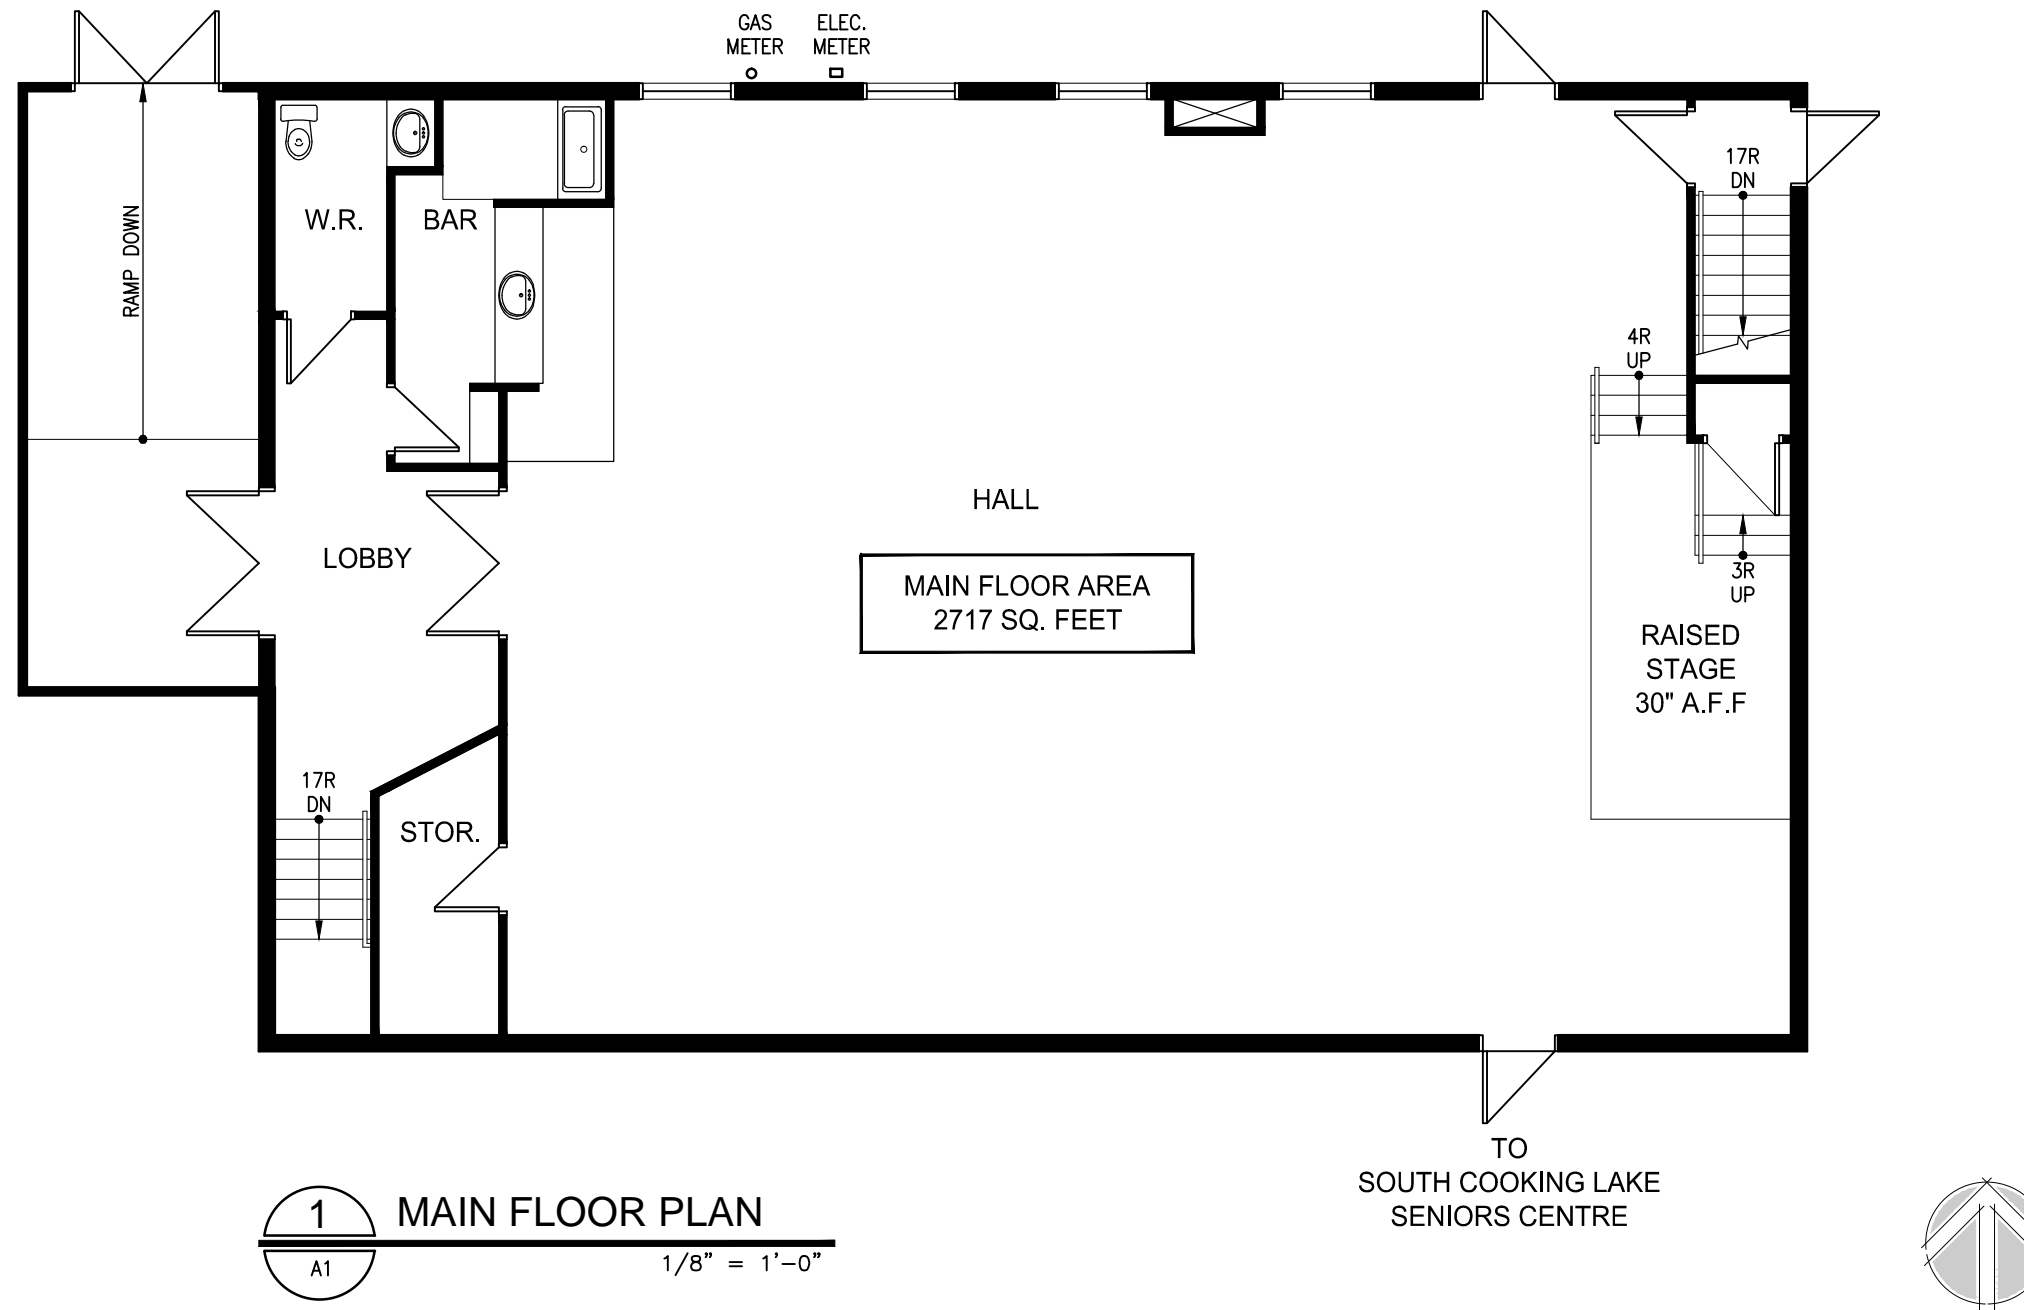 GAS
METER
ELEC.
METER
17R
DN
W.R.
BAR
RAMP DOWN
4R
UP
HALL
LOBBY
MAIN FLOOR AREA
2717 SQ. FEET
3R
UP
RAISED
STAGE
30" A.F.F
17R
DN
STOR.
TO
SOUTH COOKING LAKE
SENIORS CENTRE
1
MAIN FLOOR PLAN
A1
1/8" = 1'-0"